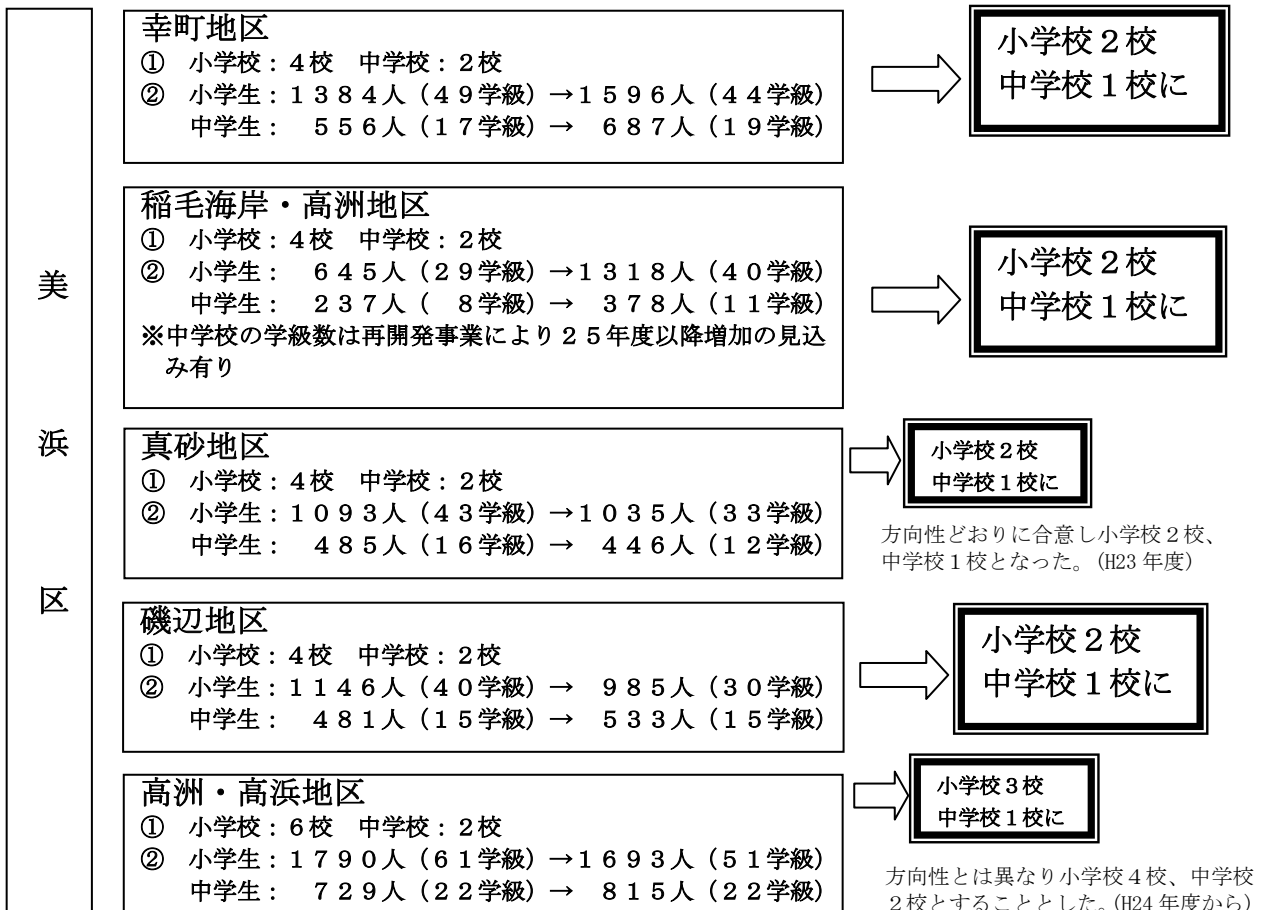 美浜区
幸町地区
① 小学校：４校 中学校：２校
② 小学生：１３８４人（４９学級）→１５９６人（４４学級）
中学生： ５５６人（１７学級）→ ６８７人（１９学級）
小学校２校
中学校１校に
稲毛海岸・高洲地区
① 小学校：４校 中学校：２校
② 小学生： ６４５人（２９学級）→１３１８人（４０学級）
中学生： ２３７人（ ８学級）→ ３７８人（１１学級）
※中学校の学級数は再開発事業により２５年度以降増加の見込
み有り
小学校２校
中学校１校に
真砂地区
① 小学校：４校 中学校：２校
② 小学生：１０９３人（４３学級）→１０３５人（３３学級）
中学生： ４８５人（１６学級）→ ４４６人（１２学級）
小学校２校
中学校１校に
方向性どおりに合意し小学校２校、
中学校１校となった。(H23 年度)
磯辺地区
① 小学校：４校 中学校：２校
② 小学生：１１４６人（４０学級）→ ９８５人（３０学級）
中学生： ４８１人（１５学級）→ ５３３人（１５学級）
小学校２校
中学校１校に
高洲・高浜地区
① 小学校：６校 中学校：２校
② 小学生：１７９０人（６１学級）→１６９３人（５１学級）
中学生： ７２９人（２２学級）→ ８１５人（２２学級）
小学校３校
中学校１校に
方向性とは異なり小学校４校、中学校
２校とすることとした。(H24 年度から)